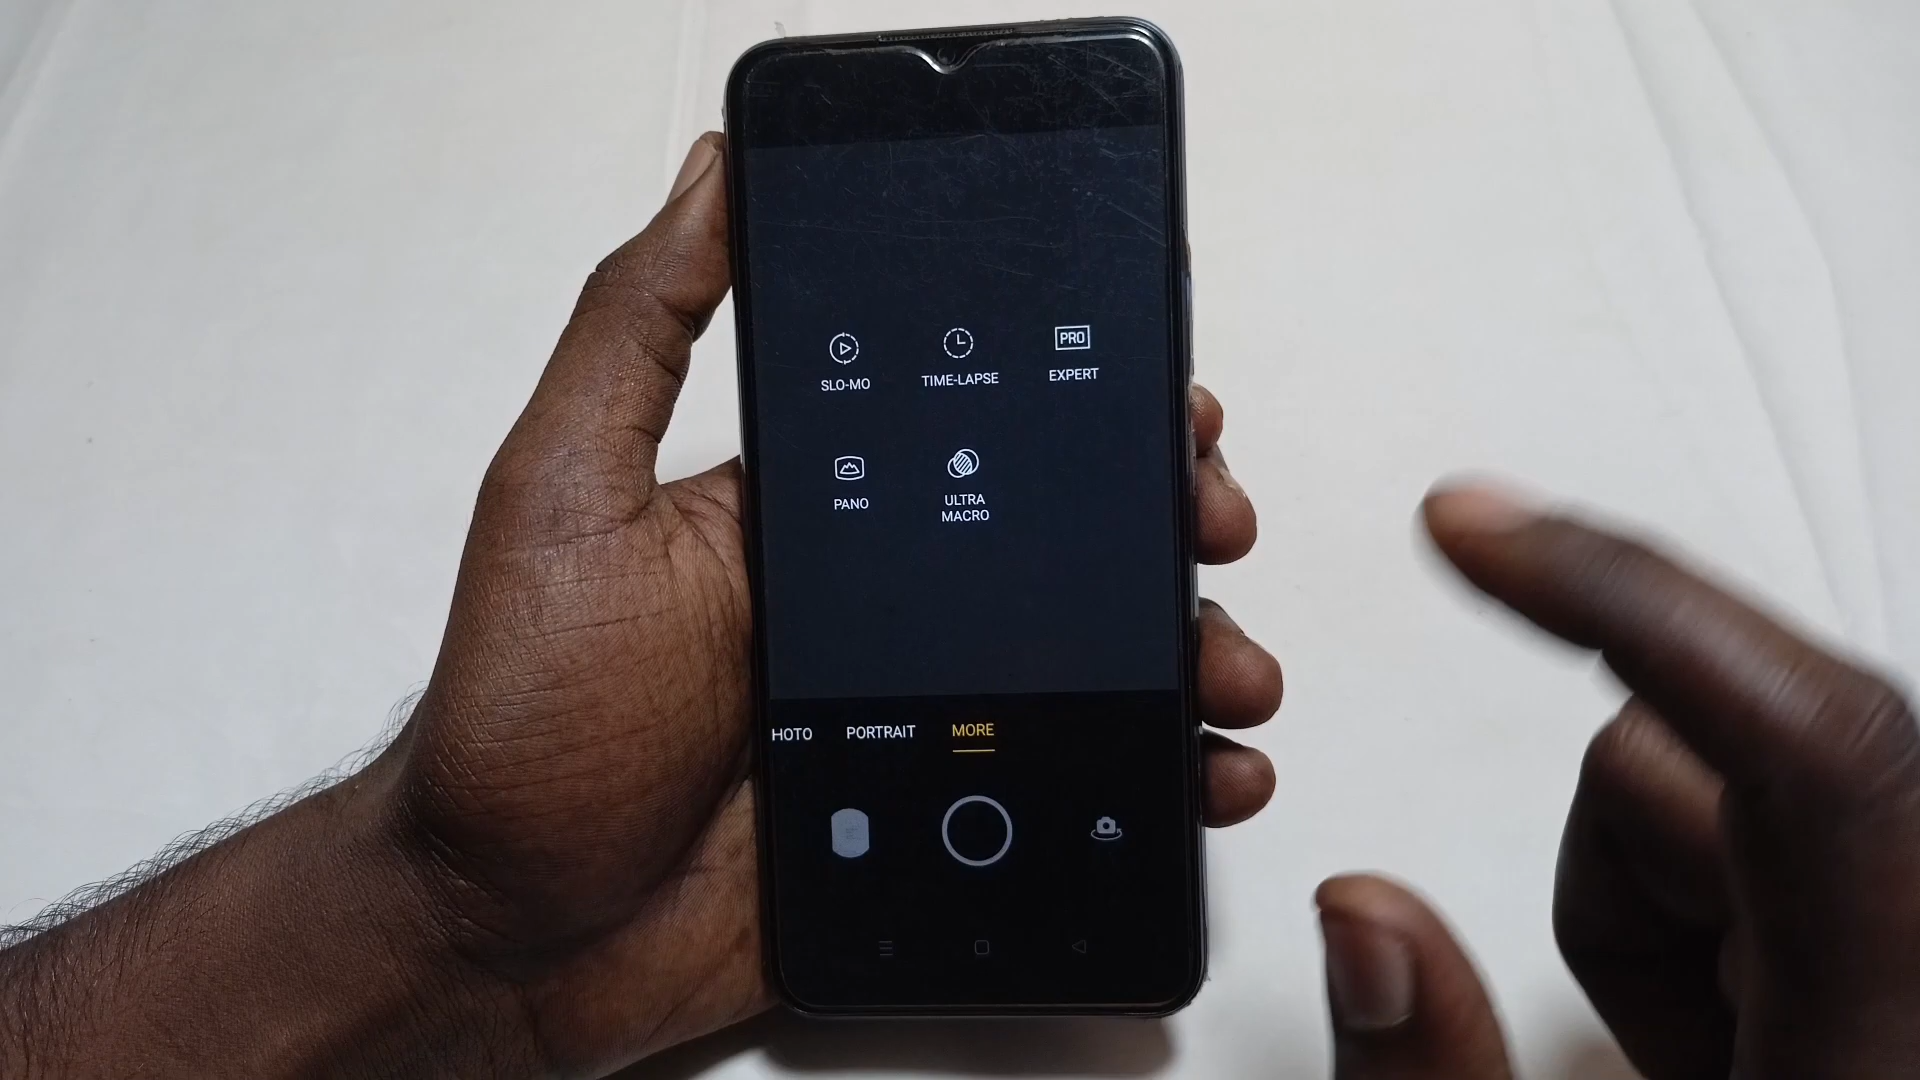 SLO-MO
TIME-LAPSE
PRO
EXPERT
PANO
ULTRA
MACRO
HOTO
PORTRAIT
MORE